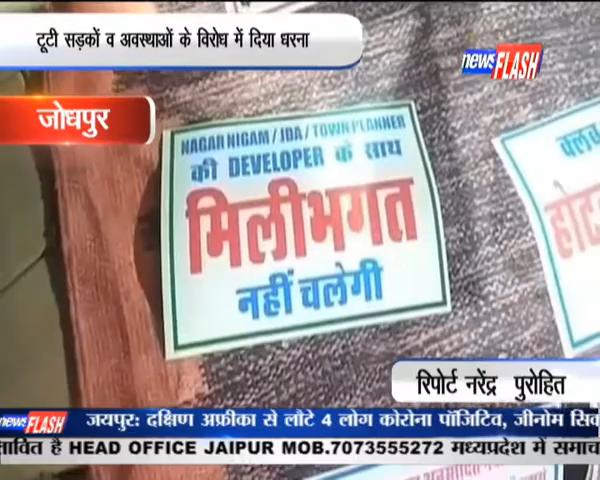 टूटी सड़कों व अवस्थाओं के विरोध में दिया धरना
news FLASH
जोधपुर
NAGAR NIGAM / JDA / TOWN PLANNER
की DEVELOPER के साथ
मिलीभगत
नहीं चलेगी
क्लब
होट
रिपोर्ट नरेंद्र पुरोहित
news FLASH
जयपुर: दक्षिण अफ्रीका से लौटे 4 लोग कोरोना पॉजिटिव, जीनोम सिक
तावित है HEAD OFFICE JAIPUR MOB.7073555272 मध्यप्रदेश में समाच